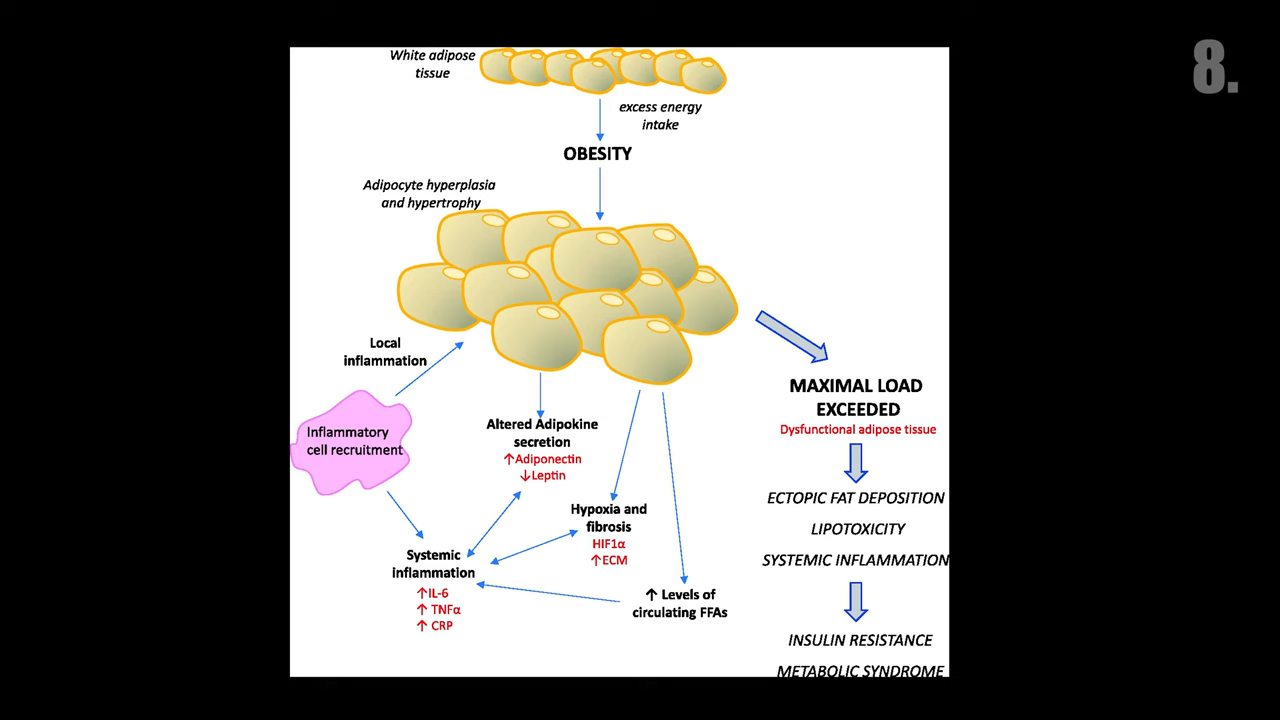 8.
White adipose
tissue
excess energy
intake
OBESITY
Adipocyte hyperplasia
and hypertrophy
Local
inflammation
Inflammatory
cell recruitment
Altered Adipokine
secretion
↑Adiponectin
↓Leptin
Hypoxia and
fibrosis
HIF1α
↑ECM
Systemic
inflammation
↑IL-6
↑ TNFα
↑ CRP
↑ Levels of
circulating FFAs
MAXIMAL LOAD
EXCEEDED
Dysfunctional adipose tissue
ECTOPIC FAT DEPOSITION
LIPOTOXICITY
SYSTEMIC INFLAMMATION
INSULIN RESISTANCE
METABOLIC SYNDROME